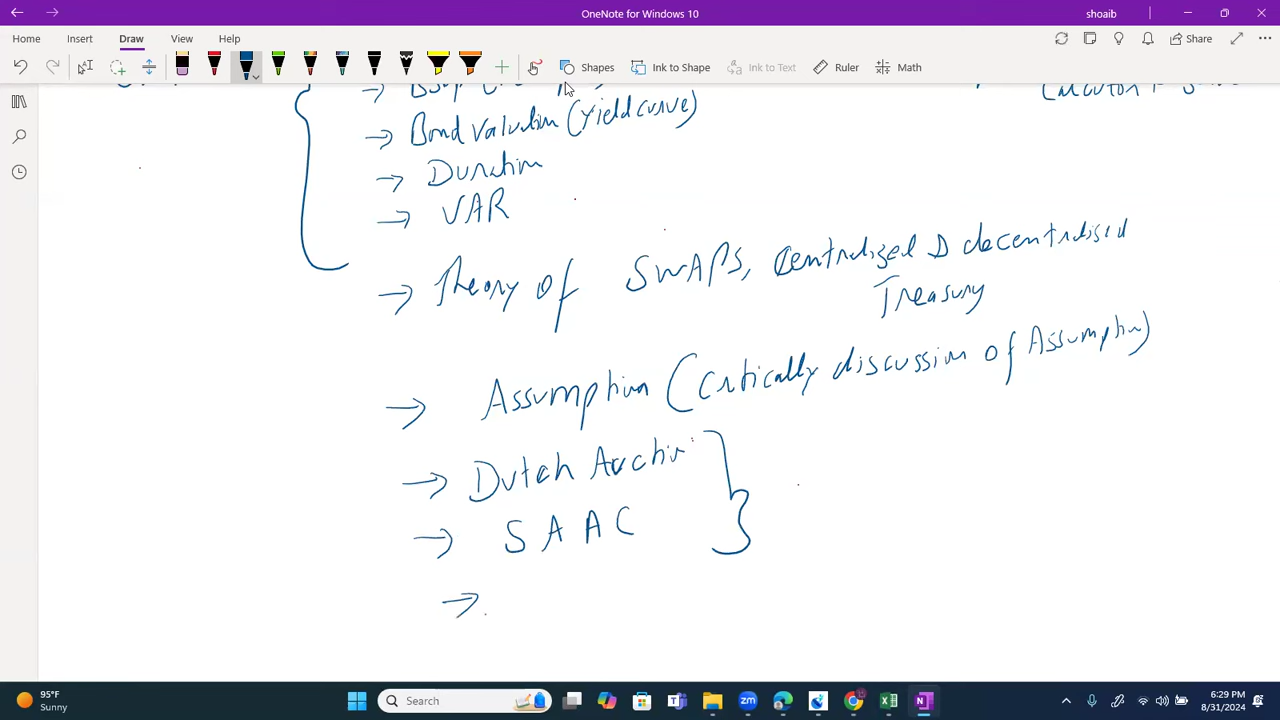 OneNote for Windows 10
shoaib
Home Insert Draw View Help
Share
Shapes Ink to Shape Ink to Text Ruler Math
→ Bond valuation (Yield curve)
→ Duration
→ VAR
→ Theory of SWAPS, Centralized & decentralised
Treasury
→ Assumption (critically discussion of Assumption)
→ Dutch Auction
→ SAAC
→
95°F
Sunny
Search
6:29 PM
8/31/2024